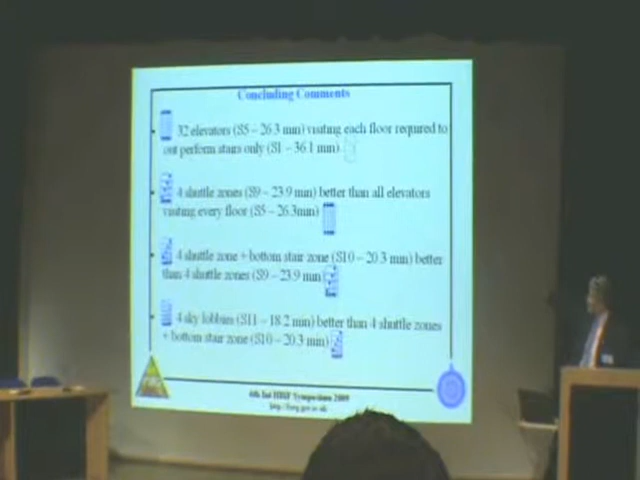 Concluding Comments
32 elevators (S5 – 26.3 min) visiting each floor required to
out perform stairs only (S1 – 36.1 min)
4 shuttle zones (S9 – 23.9 min) better than all elevators
visiting every floor (S5 – 26.3min)
4 shuttle zone + bottom stair zone (S10 – 20.3 min) better
than 4 shuttle zones (S9 – 23.9 min)
4 sky lobbies (S11 – 18.2 min) better than 4 shuttle zones
+ bottom stair zone (S10 – 20.3 min)
Symposium 2009